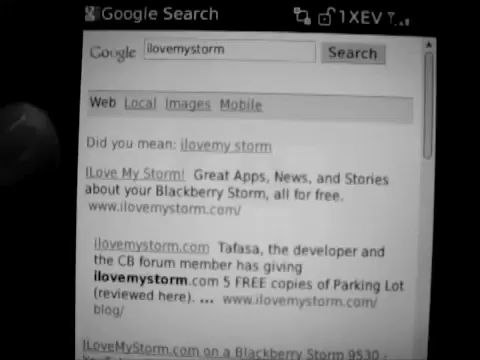 Google Search 1XEV
Google ilovemystorm Search
Web Local Images Mobile
Did you mean: ilovemy storm
ILove My Storm! Great Apps, News, and Stories
about your Blackberry Storm, all for free.
www.ilovemystorm.com/
ilovemystorm.com Tafasa, the developer and
the CB forum member has giving
ilovemystorm.com 5 FREE copies of Parking Lot
(reviewed here). ... www.ilovemystorm.com/
blog/
ILoveMyStorm.com on a Blackberry Storm 9530 -